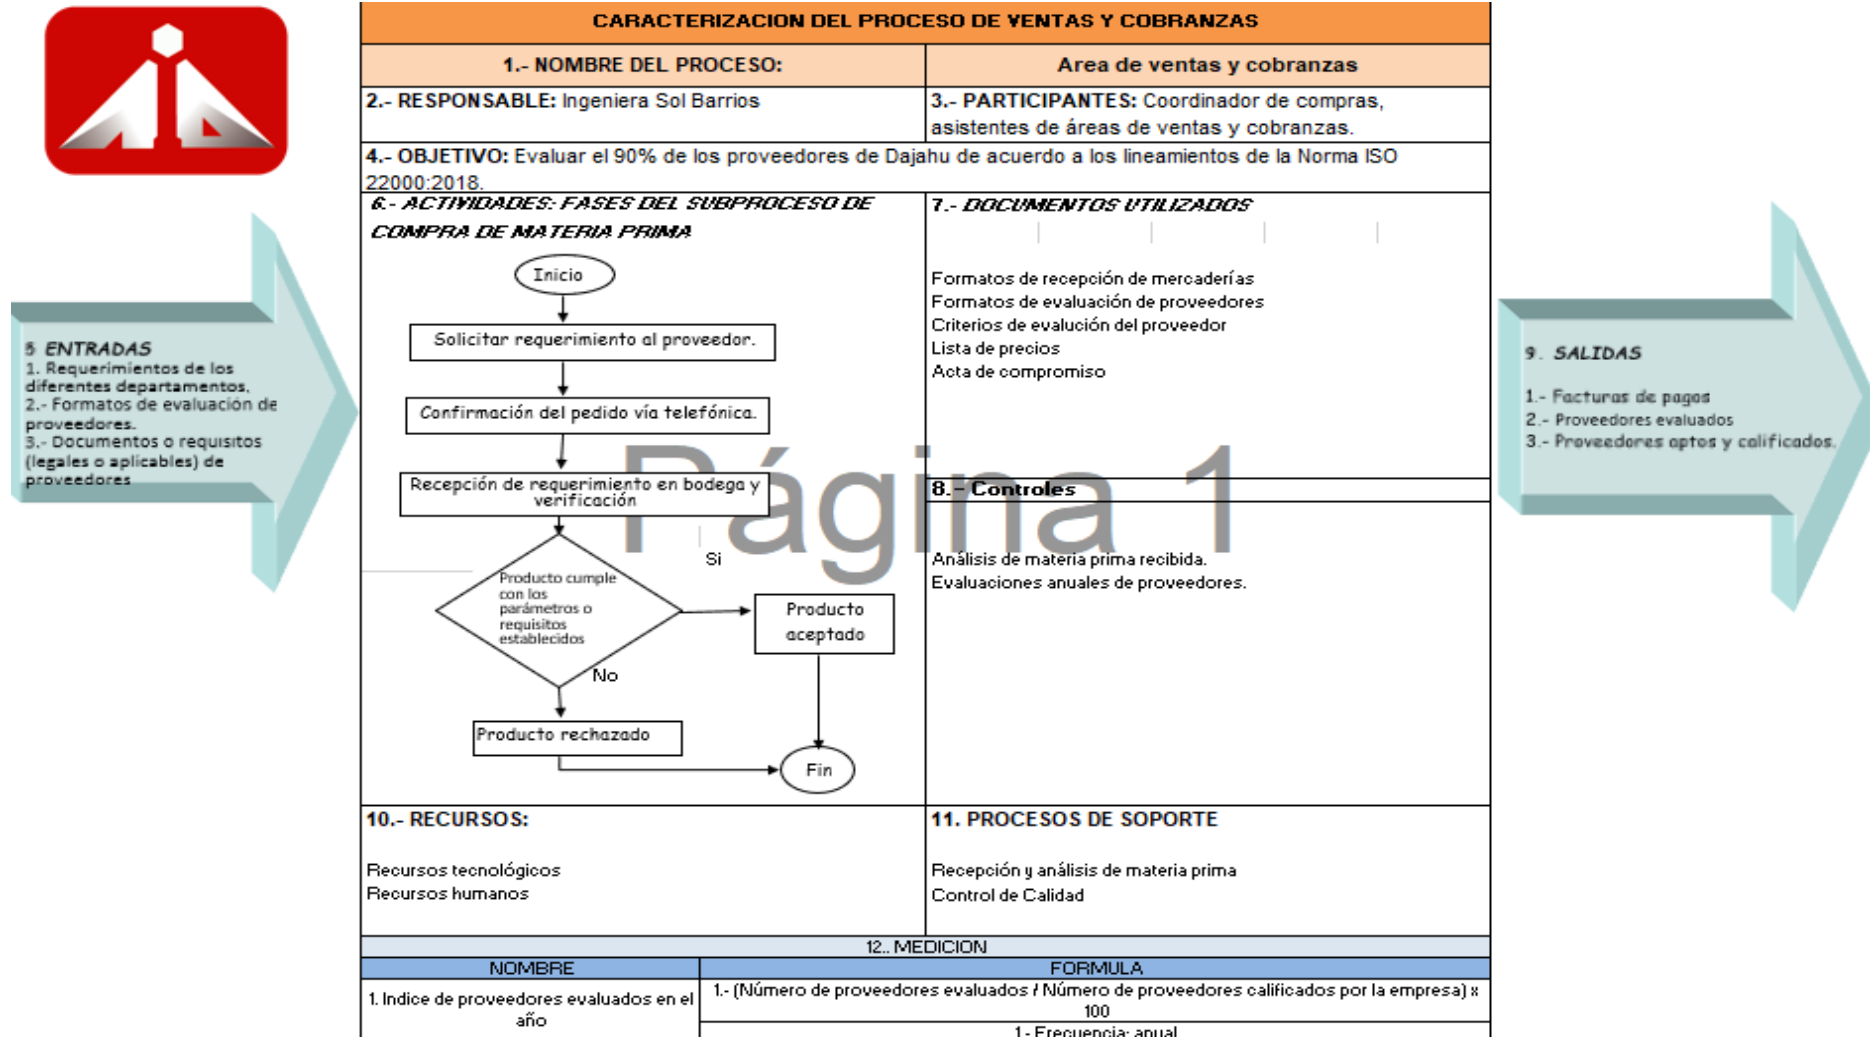 CARACTERIZACION DEL PROCESO DE VENTAS Y COBRANZAS
1.- NOMBRE DEL PROCESO:
Area de ventas y cobranzas
2.- RESPONSABLE: Ingeniera Sol Barrios
3.- PARTICIPANTES: Coordinador de compras,
asistentes de áreas de ventas y cobranzas.
4.- OBJETIVO: Evaluar el 90% de los proveedores de Dajahu de acuerdo a los lineamientos de la Norma ISO
22000:2018.
5 ENTRADAS
1. Requerimientos de los
diferentes departamentos.
2.- Formatos de evaluación de
proveedores.
3.- Documentos o requisitos
(legales o aplicables) de
proveedores
6.- ACTIVIDADES: FASES DEL SUBPROCESO DE
COMPRA DE MATERIA PRIMA
Inicio
Solicitar requerimiento al proveedor.
Confirmación del pedido vía telefónica.
Recepción de requerimiento en bodega y
verificación
Si
Producto cumple
con los
parámetros o
requisitos
establecidos
Producto
aceptado
No
Producto rechazado
Fin
7.- DOCUMENTOS UTILIZADOS
Formatos de recepción de mercaderías
Formatos de evaluación de proveedores
Criterios de evalución del proveedor
Lista de precios
Acta de compromiso
Página 1
8.- Controles
Análisis de materia prima recibida.
Evaluaciones anuales de proveedores.
9. SALIDAS
1.- Facturas de pagos
2.- Proveedores evaluados
3.- Proveedores aptos y calificados.
10.- RECURSOS:
Recursos tecnológicos
Recursos humanos
11. PROCESOS DE SOPORTE
Recepción y análisis de materia prima
Control de Calidad
12.. MEDICION
NOMBRE
FORMULA
1. Indice de proveedores evaluados en el
año
1.- (Número de proveedores evaluados / Número de proveedores calificados por la empresa) x
100
1.- Frecuencia: anual